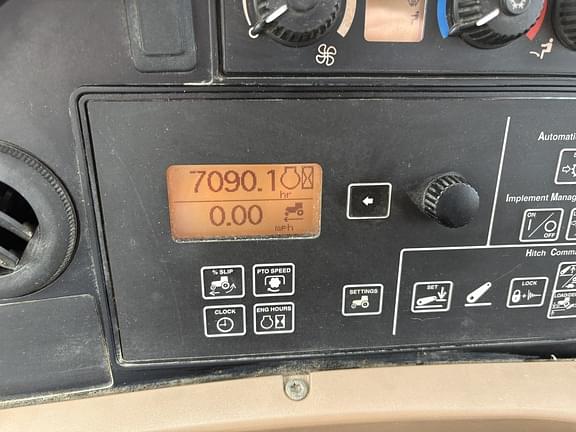 7090.1
hr
0.00
MPH
% SLIP
PTO SPEED
CLOCK
ENG HOURS
SETTINGS
Automati
Implement Manag
ON
OFF
Hitch Comma
SET
LOCK